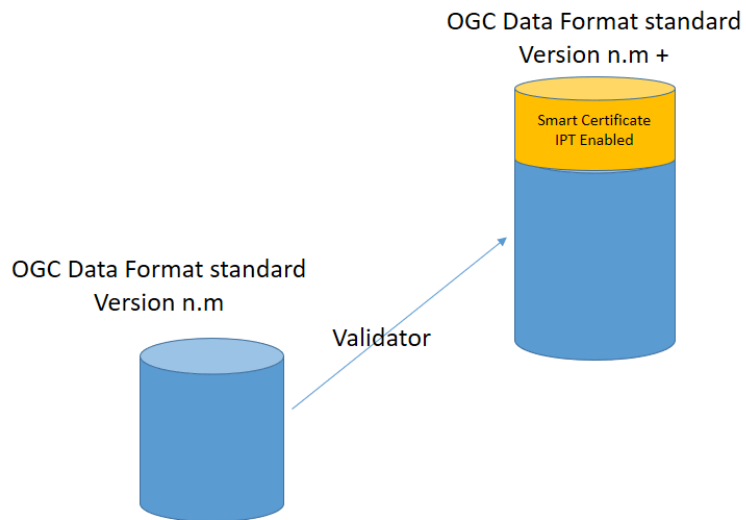 OGC Data Format standard
Version n.m +
Smart Certificate
IPT Enabled
OGC Data Format standard
Version n.m
Validator